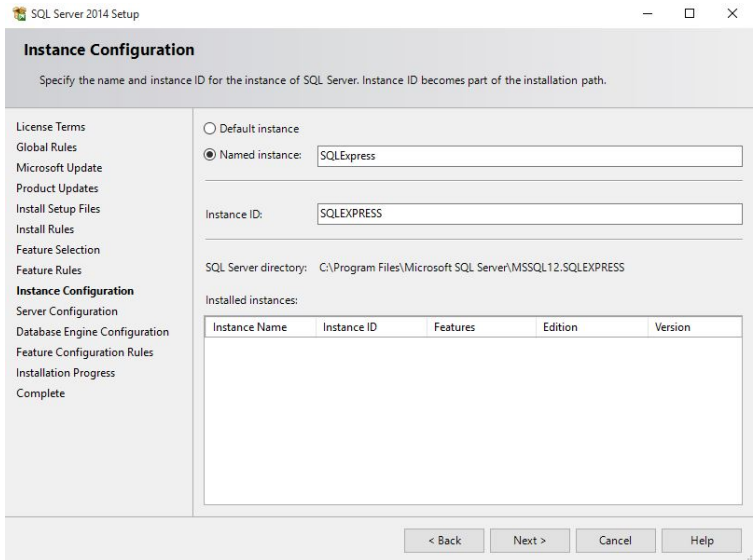 SQL Server 2014 Setup
Instance Configuration
Specify the name and instance ID for the instance of SQL Server. Instance ID becomes part of the installation path.
License Terms
Global Rules
Microsoft Update
Product Updates
Install Setup Files
Install Rules
Feature Selection
Feature Rules
Instance Configuration
Server Configuration
Database Engine Configuration
Feature Configuration Rules
Installation Progress
Complete
Default instance
Named instance: SQLExpress
Instance ID: SQLEXPRESS
SQL Server directory: C:\Program Files\Microsoft SQL Server\MSSQL12.SQLEXPRESS
Installed instances:
Instance Name Instance ID Features Edition Version
< Back Next > Cancel Help